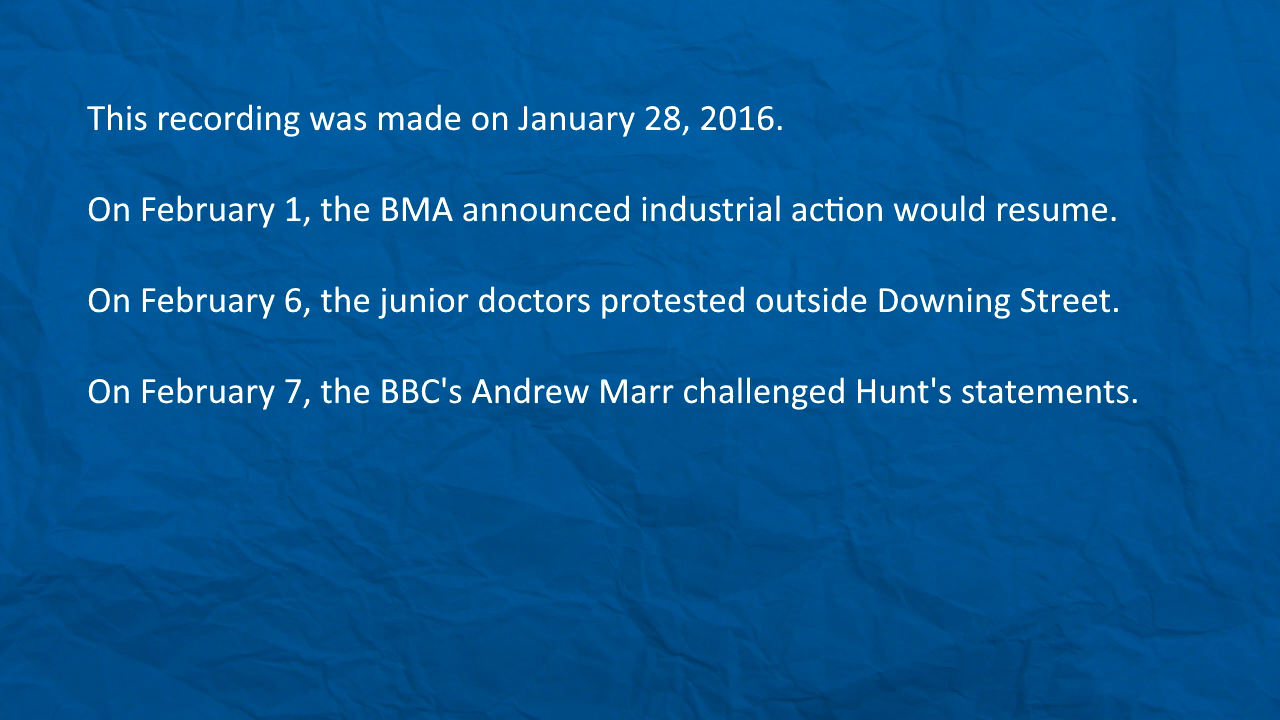 This recording was made on January 28, 2016.
On February 1, the BMA announced industrial action would resume.
On February 6, the junior doctors protested outside Downing Street.
On February 7, the BBC's Andrew Marr challenged Hunt's statements.